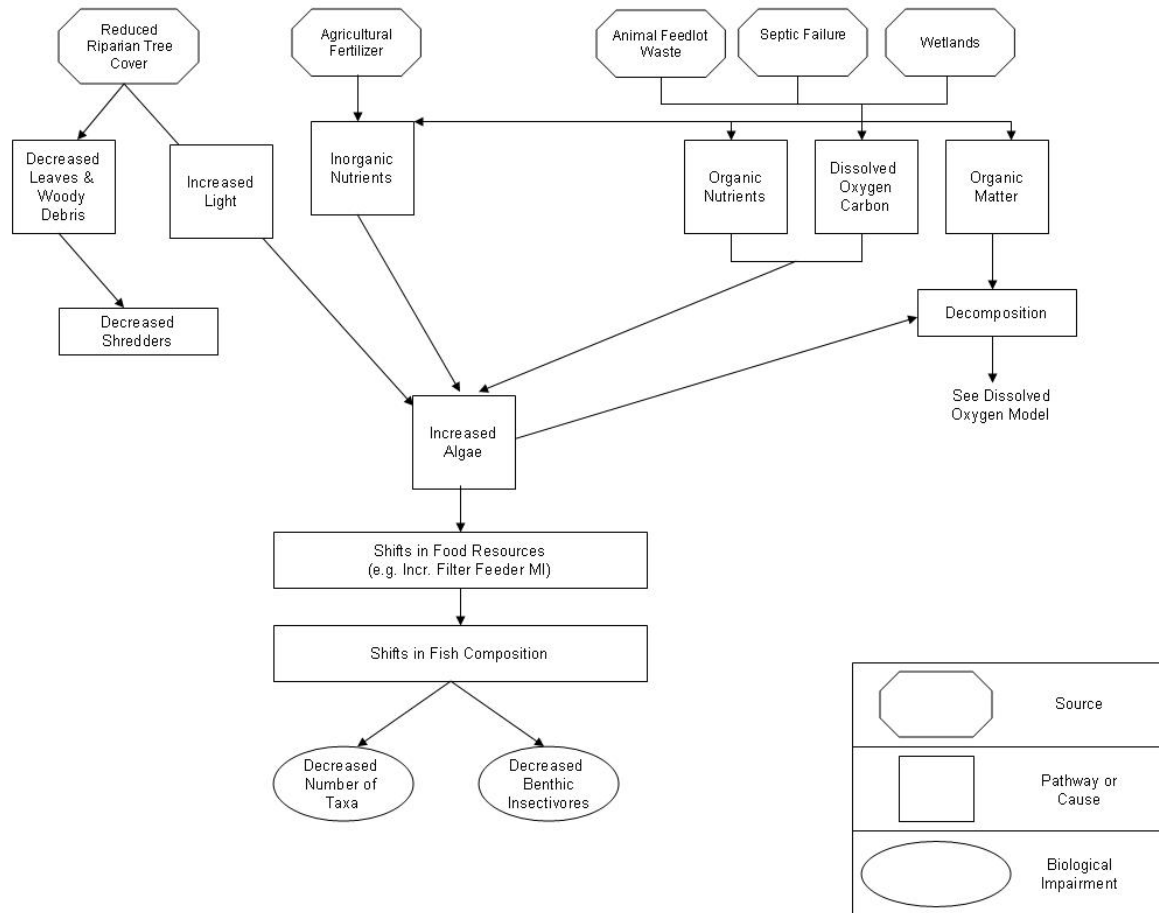 Reduced
Riparian Tree
Cover
Agricultural
Fertilizer
Animal Feedlot
Waste
Septic Failure
Wetlands
Decreased
Leaves &
Woody
Debris
Increased
Light
Inorganic
Nutrients
Organic
Nutrients
Dissolved
Oxygen
Carbon
Organic
Matter
Decreased
Shredders
Decomposition
See Dissolved
Oxygen Model
Increased
Algae
Shifts in Food Resources
(e.g. Incr. Filter Feeder MI)
Shifts in Fish Composition
Decreased
Number of
Taxa
Decreased
Benthic
Insectivores
Source
Pathway or
Cause
Biological
Impairment